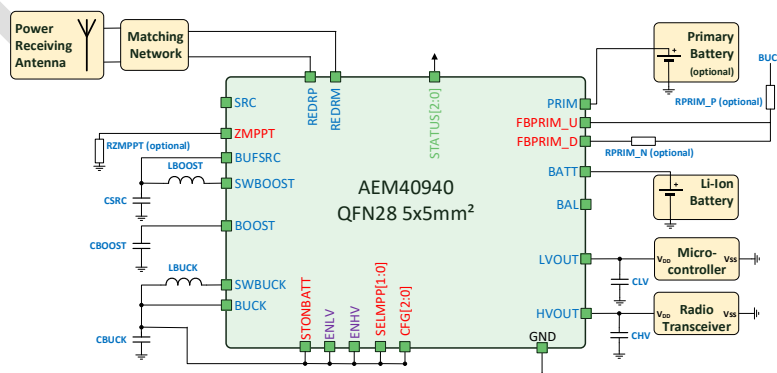 Power
Receiving
Antenna
Matching
Network
Primary
Battery
(optional)
BUC
RPRIM_P (optional)
RPRIM_N (optional)
Li-Ion
Battery
REDRP
REDRM
STATUS[2:0]
SRC
ZMPPT
RZMPPT (optional)
BUFSRC
LBOOST
SWBOOST
CSRC
BOOST
CBOOST
LBUCK
SWBUCK
BUCK
CBUCK
AEM40940
QFN28 5x5mm²
PRIM
FBPRIM_U
FBPRIM_D
BATT
BAL
LVOUT
HVOUT
CLV
CHV
VDD
Micro-
controller
VSS
VDD
Radio
Transceiver
VSS
STONBATT
ENLV
ENHV
SELMPP[1:0]
CFG[2:0]
GND